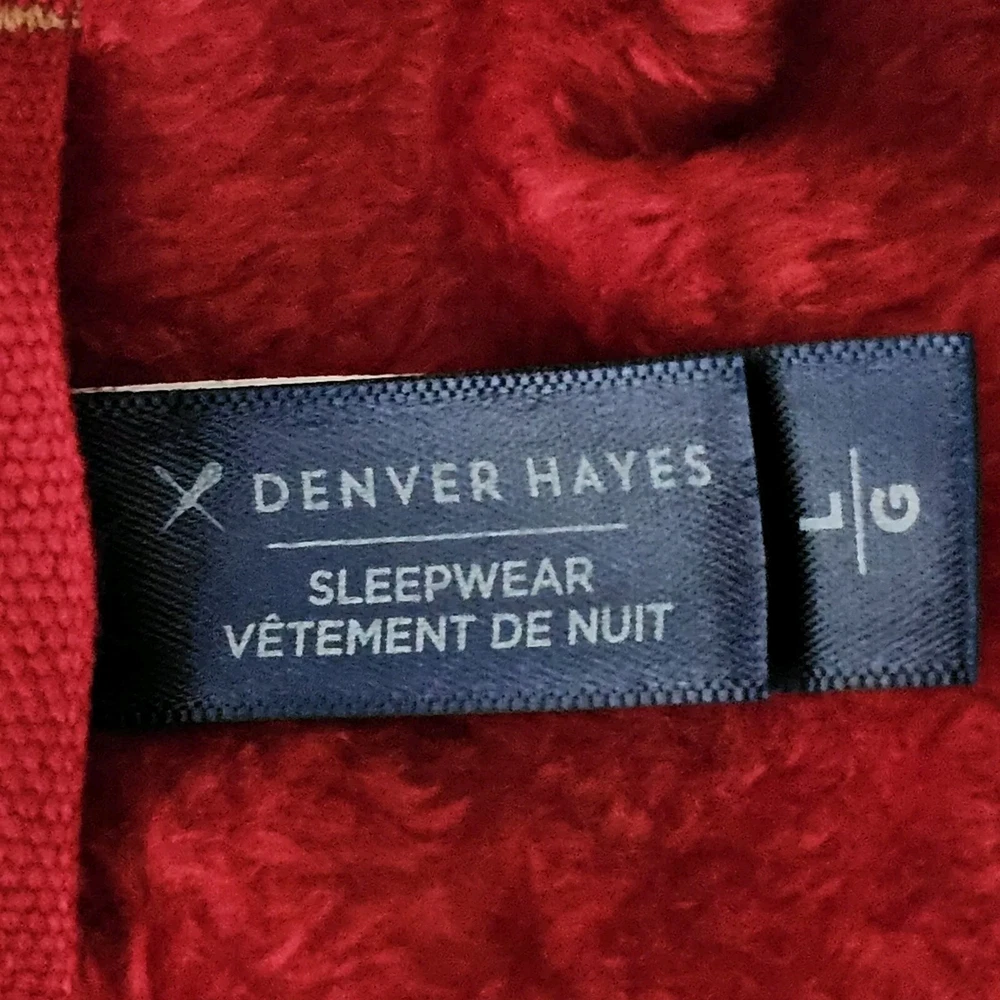 DENVER HAYES
SLEEPWEAR
VÊTEMENT DE NUIT
L
G